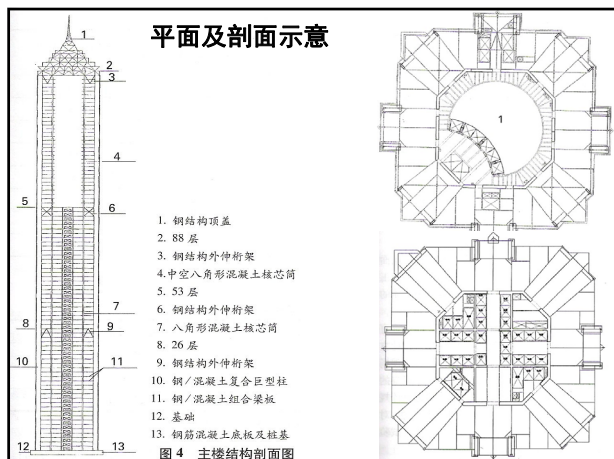 平面及剖面示意
1
2
3
4
5
6
7
8
9
10
11
12
13
1. 钢结构顶盖
2. 88 层
3. 钢结构外伸桁架
4.中空八角形混凝土核芯筒
5. 53 层
6. 钢结构外伸桁架
7. 八角形混凝土核芯筒
8. 26 层
9. 钢结构外伸桁架
10. 钢/混凝土复合巨型柱
11. 钢/混凝土组合梁板
12. 基础
13. 钢筋混凝土底板及桩基
图 4 主楼结构剖面图
1